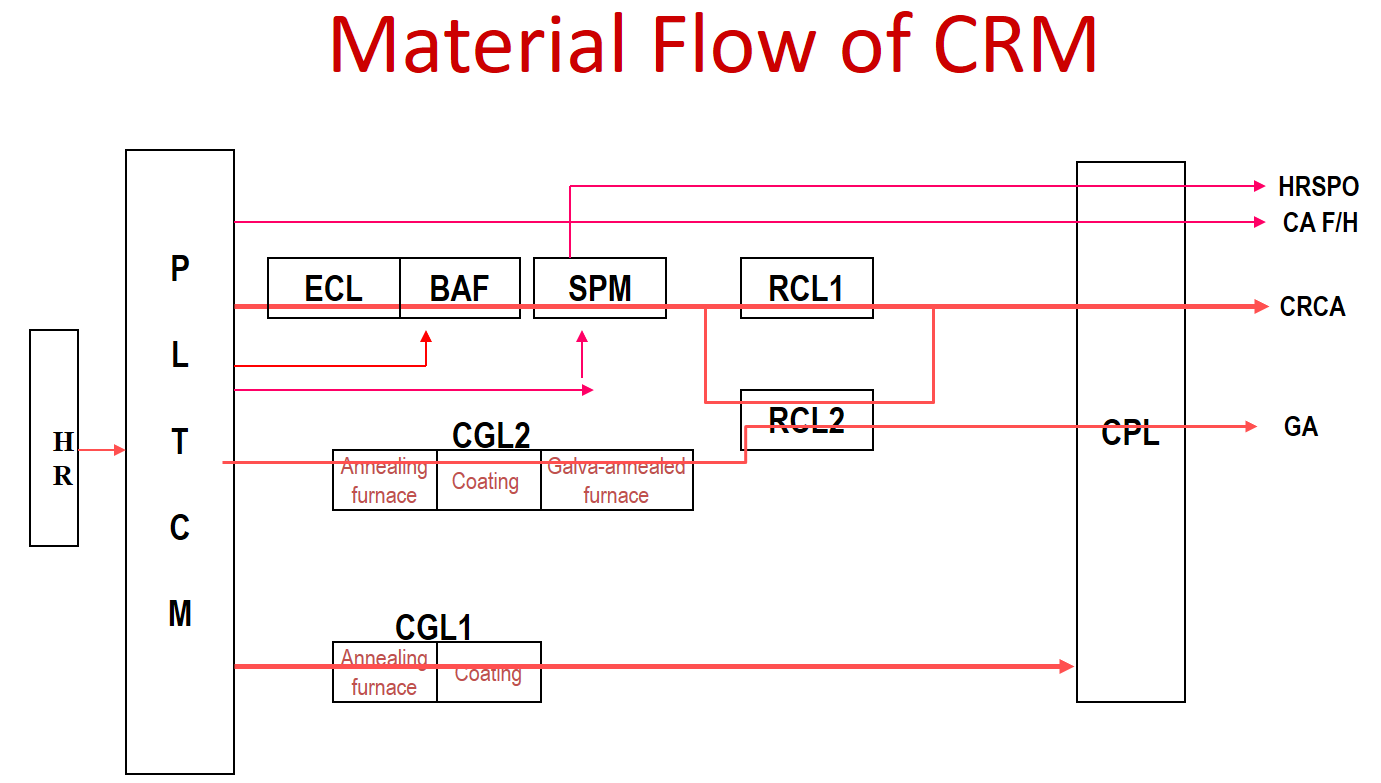 Material Flow of CRM
HRSPO
CA F/H
P
L
T
C
M
ECL
BAF
SPM
RCL1
CRCA
H
R
RCL2
CPL
GA
CGL2
Annealing
furnace
Coating
Galva-annealed
furnace
CGL1
Annealing
furnace
Coating